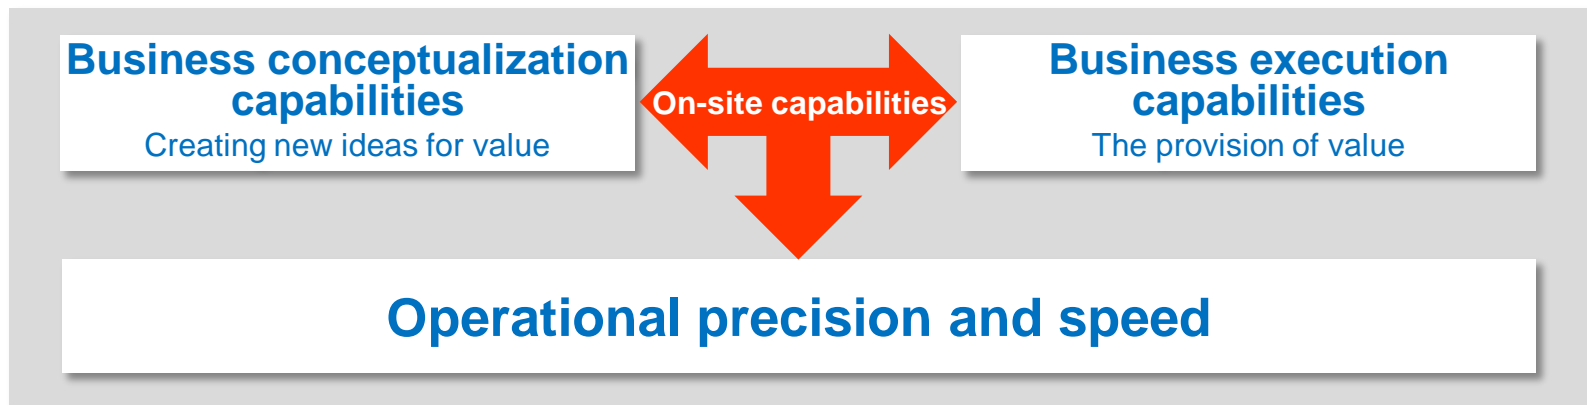 Business conceptualization
capabilities
Creating new ideas for value
On-site capabilities
Business execution
capabilities
The provision of value
Operational precision and speed